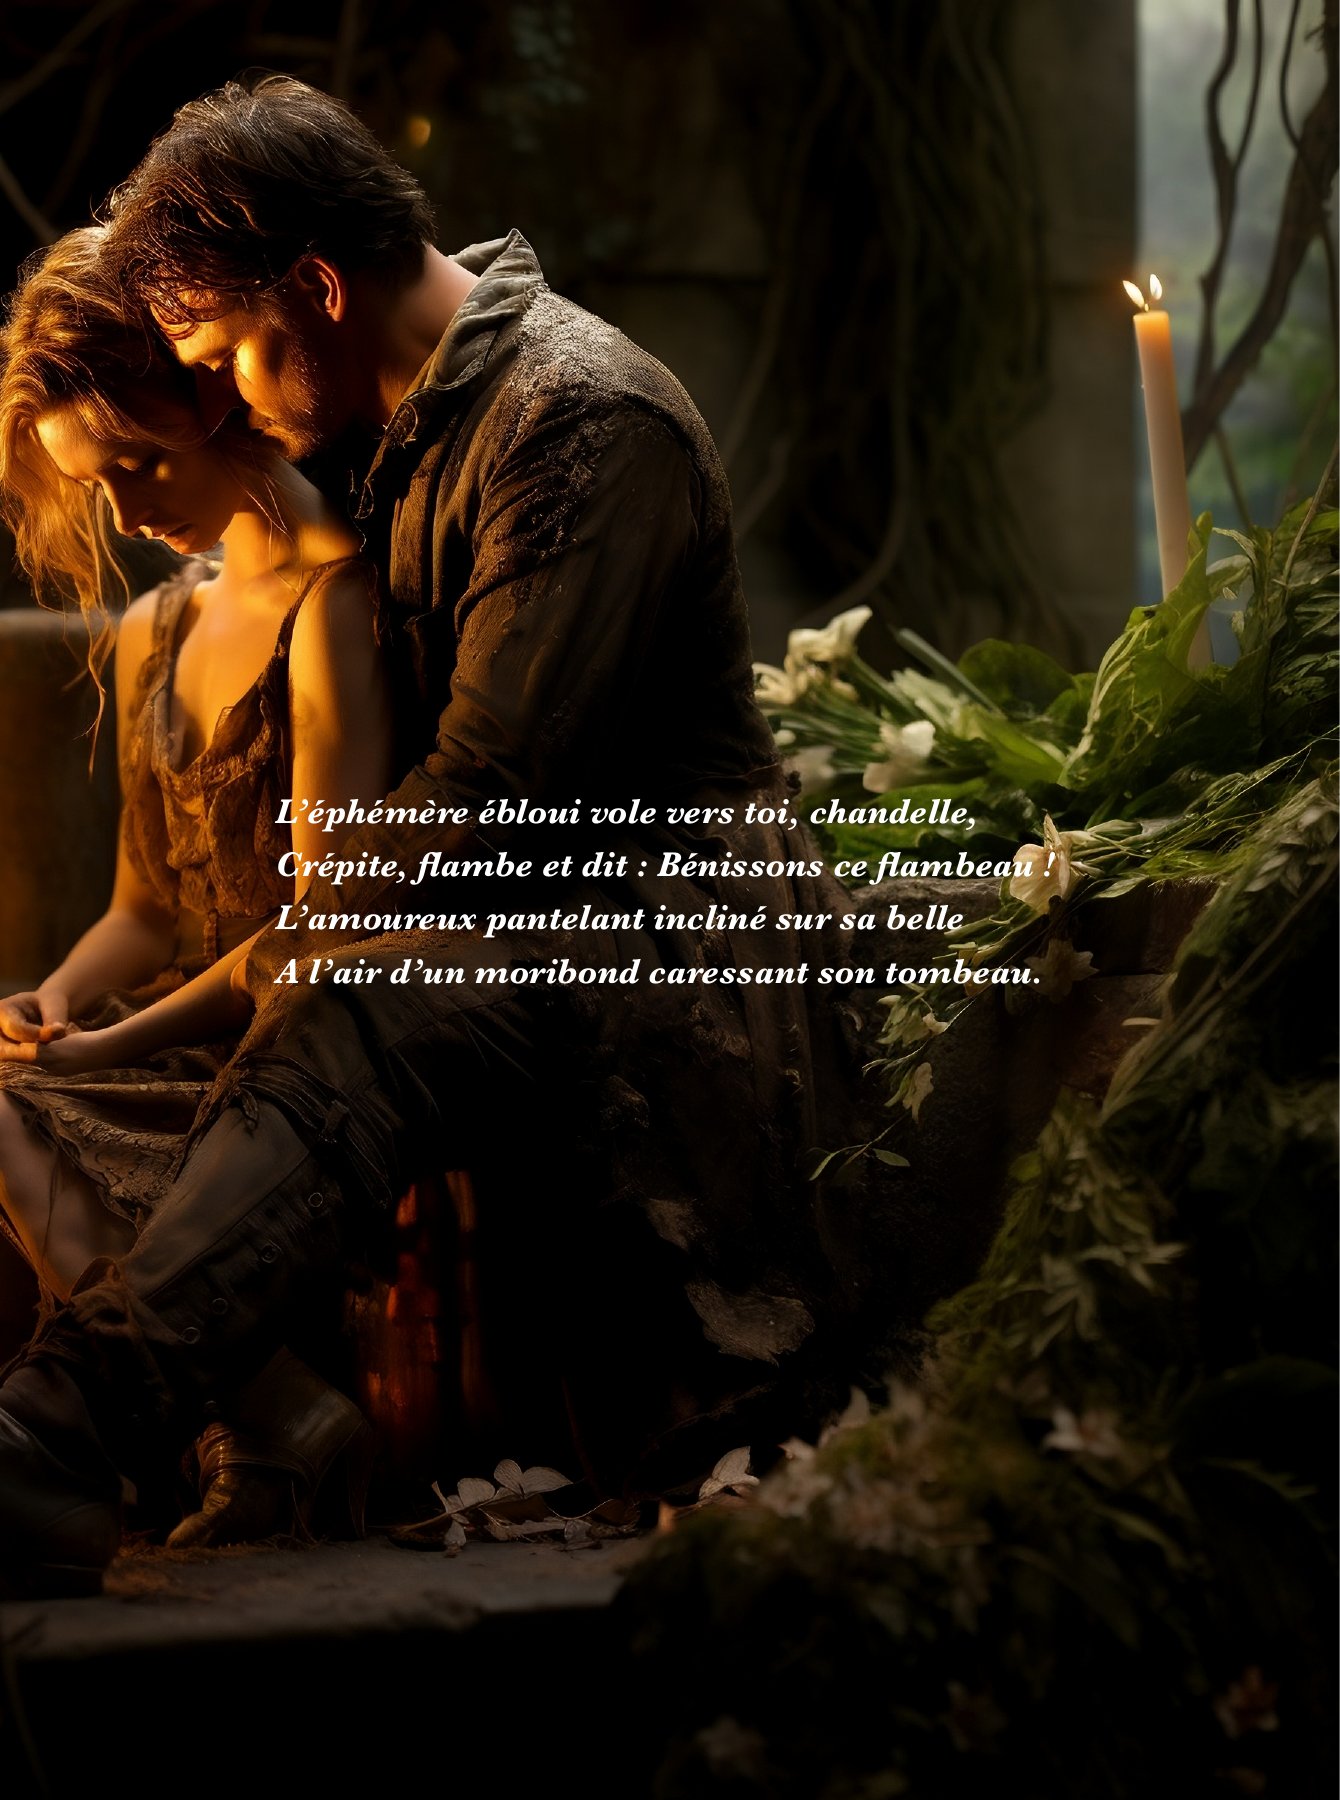 L’éphémère ébloui vole vers toi, chandelle,
Crépite, flambe et dit : Bénissons ce flambeau !
L’amoureux pantelant incliné sur sa belle
A l’air d’un moribond caressant son tombeau.